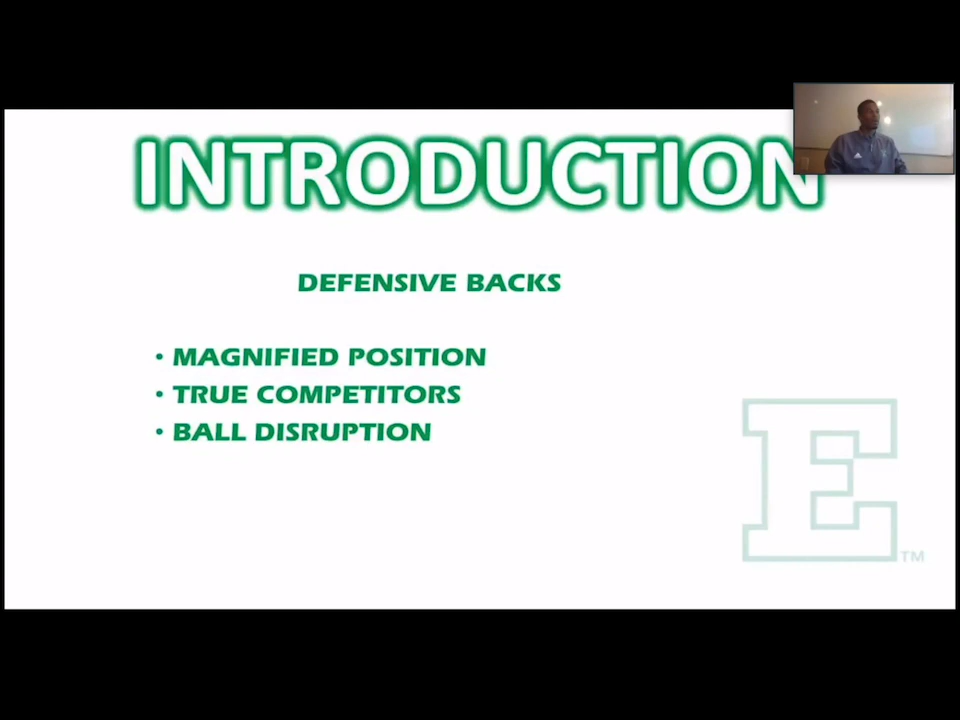 INTRODUCTION
DEFENSIVE BACKS
• MAGNIFIED POSITION
• TRUE COMPETITORS
• BALL DISRUPTION
E
TM